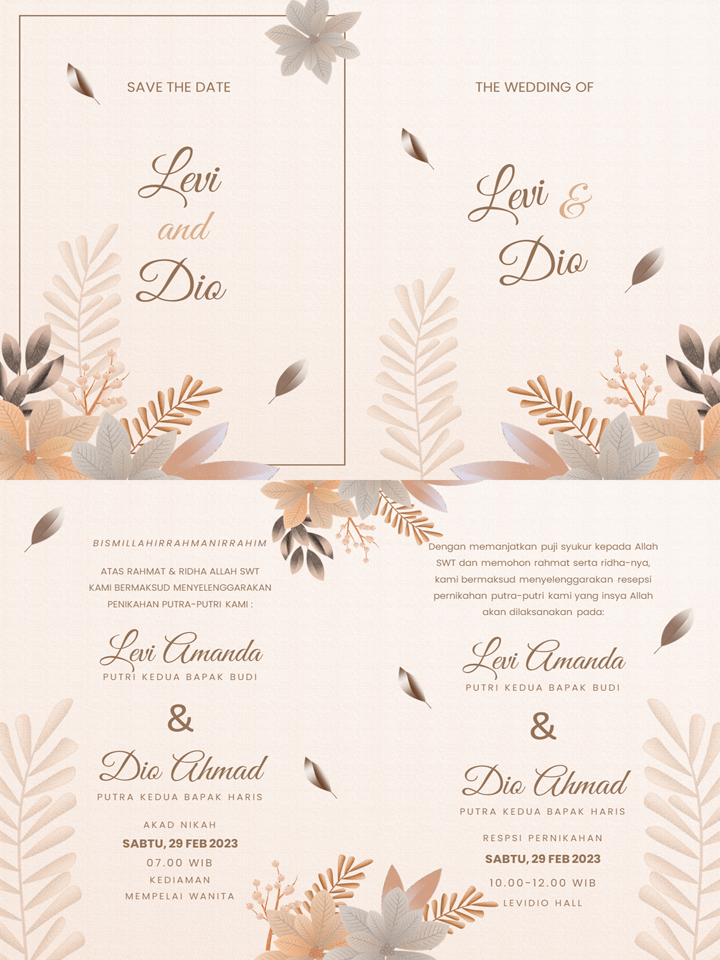 SAVE THE DATE
Levi
and
Dio
THE WEDDING OF
Levi &
Dio
BISMILLAHIRRAHMANIRRAHIM
ATAS RAHMAT & RIDHA ALLAH SWT
KAMI BERMAKSUD MENYELENGGARAKAN
PENIKAHAN PUTRA-PUTRI KAMI :
Levi Amanda
PUTRI KEDUA BAPAK BUDI
&
Dio Ahmad
PUTRA KEDUA BAPAK HARIS
AKAD NIKAH
SABTU, 29 FEB 2023
07.00 WIB
KEDIAMAN
MEMPELAI WANITA
Dengan memanjatkan puji syukur kepada Allah
SWT dan memohon rahmat serta ridha-nya,
kami bermaksud menyelenggarakan resepsi
pernikahan putra-putri kami yang insya Allah
akan dilaksanakan pada:
Levi Amanda
PUTRI KEDUA BAPAK BUDI
&
Dio Ahmad
PUTRA KEDUA BAPAK HARIS
RESPSI PERNIKAHAN
SABTU, 29 FEB 2023
10.00-12.00 WIB
LEVIDIO HALL